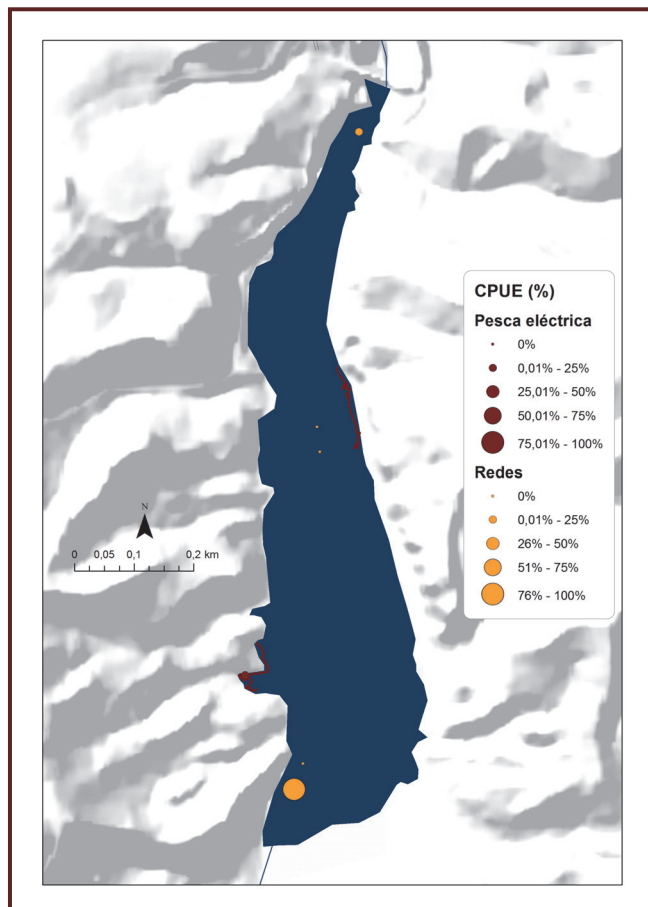 CPUE (%)
Pesca eléctrica
0%
0,01% - 25%
25,01% - 50%
50,01% - 75%
75,01% - 100%
Redes
0%
0,01% - 25%
26% - 50%
51% - 75%
76% - 100%
N
0 0,05 0,1 0,2 km